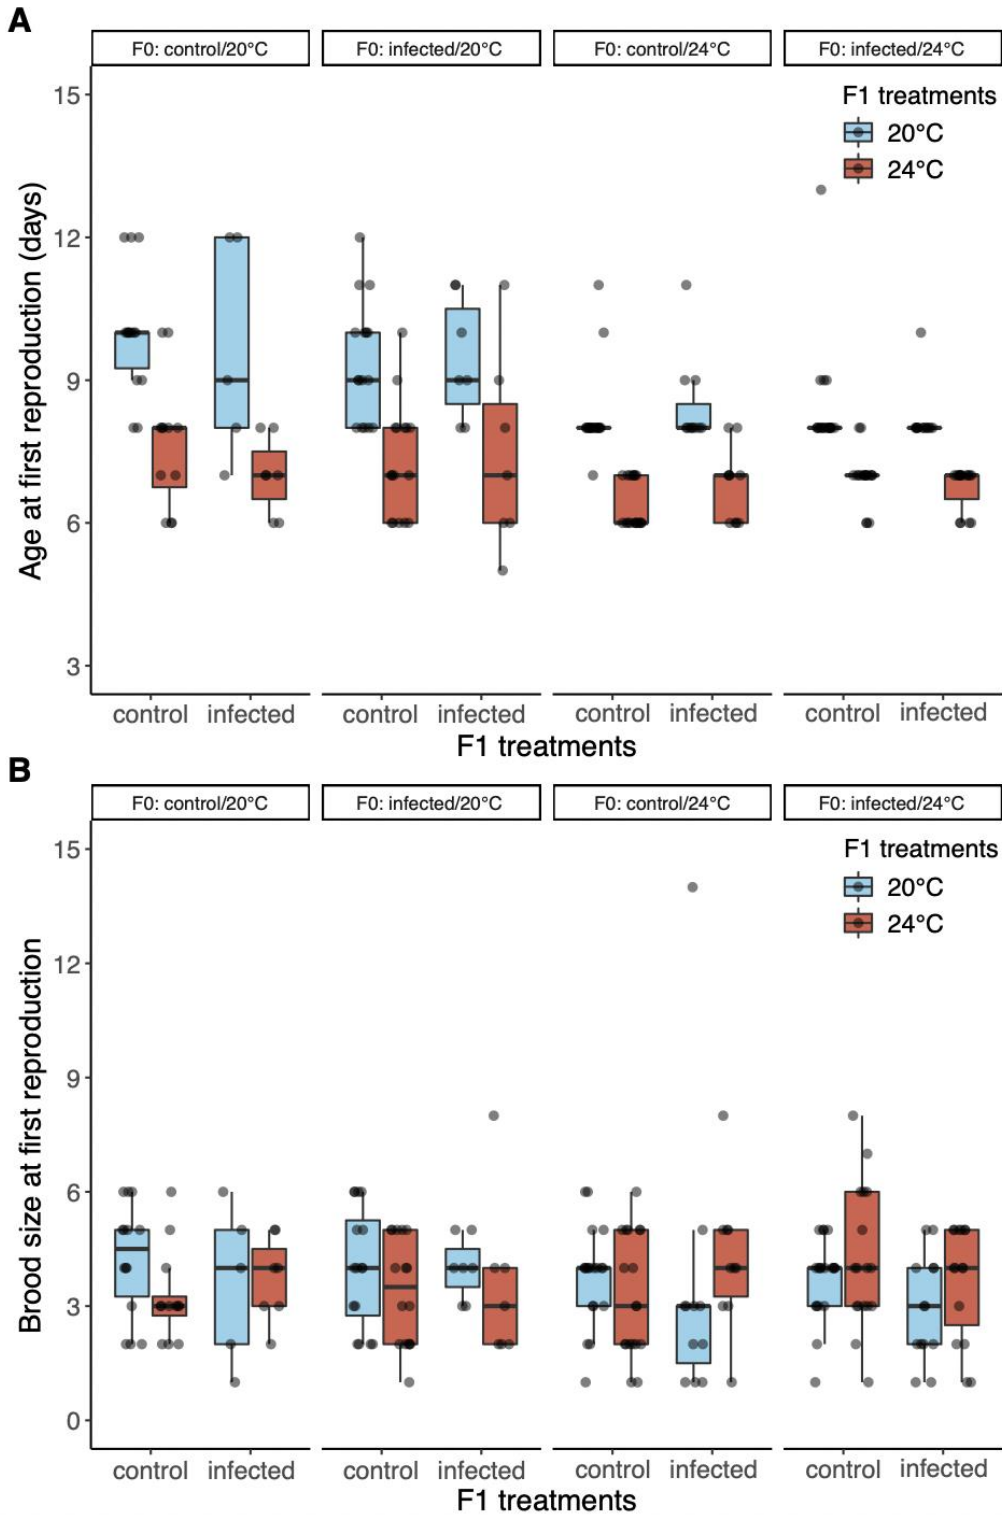 A
F0: control/20°C
F0: infected/20°C
F0: control/24°C
F0: infected/24°C
F1 treatments
20°C
24°C
15
12
9
6
3
Age at first reproduction (days)
control infected control infected control infected control infected
F1 treatments
B
F0: control/20°C
F0: infected/20°C
F0: control/24°C
F0: infected/24°C
F1 treatments
20°C
24°C
15
12
9
6
3
0
Brood size at first reproduction
control infected control infected control infected control infected
F1 treatments